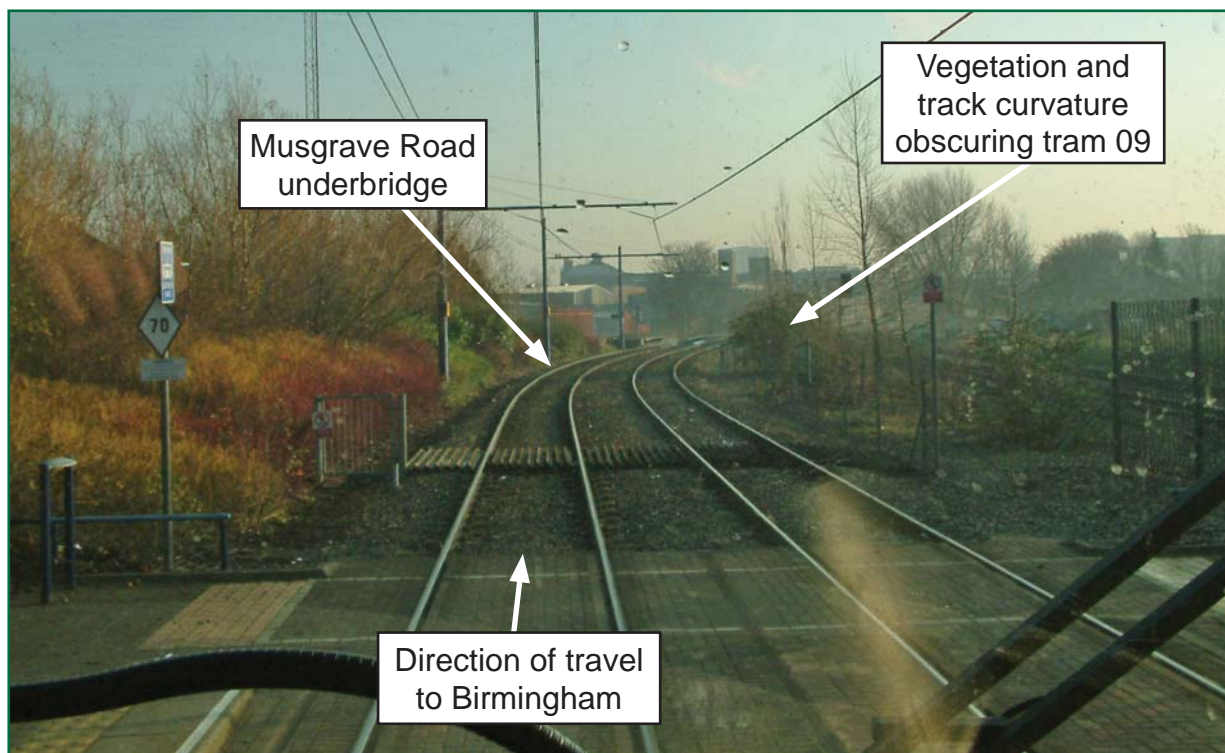 Vegetation and
track curvature
obscuring tram 09
Musgrave Road
underbridge
70
Direction of travel
to Birmingham